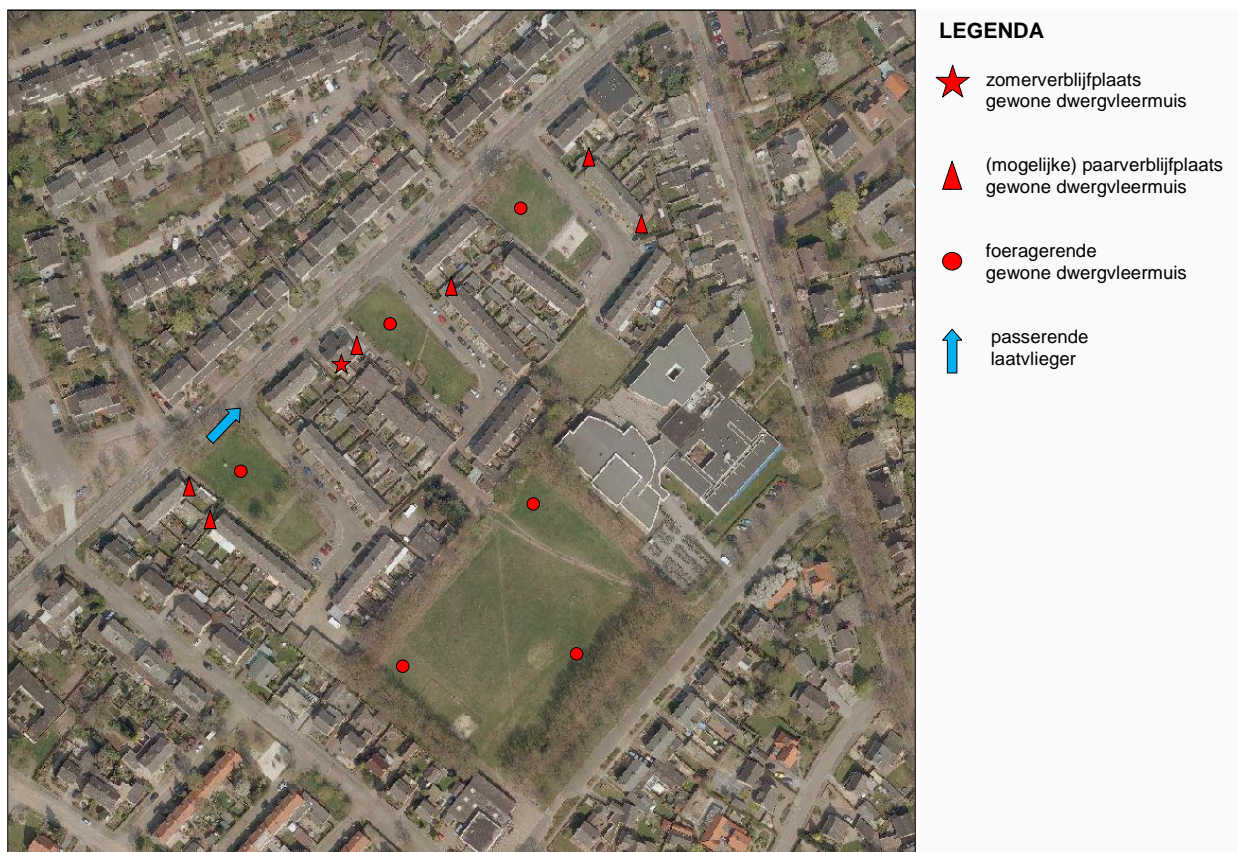 LEGENDA
zomerverblijfplaats
gewone dwergvleermuis
(mogelijke) paarverblijfplaats
gewone dwergvleermuis
foeragerende
gewone dwergvleermuis
passerende
laatvlieger